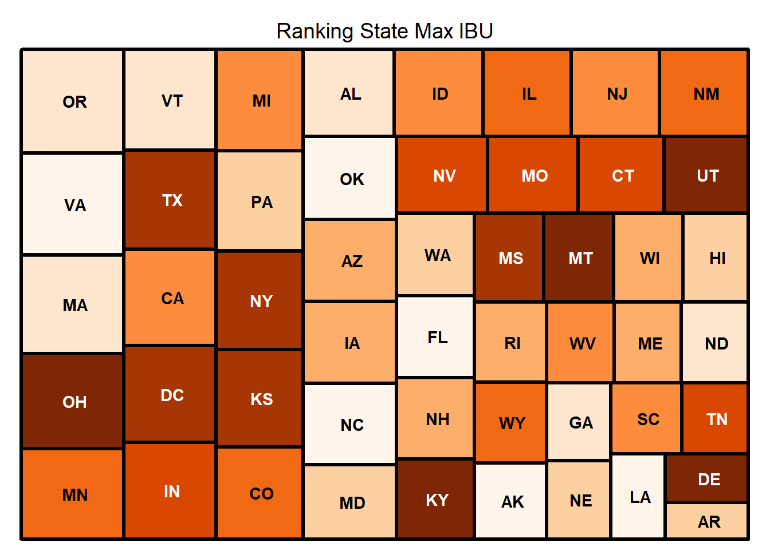 Ranking State Max IBU
OR VT MI AL ID IL NJ NM
VA TX PA OK NV MO CT UT
MA CA NY AZ WA MS MT WI HI
OH DC KS IA FL RI WV ME ND
MN IN CO NC NH WY GA SC TN
MD KY AK NE LA DE
AR